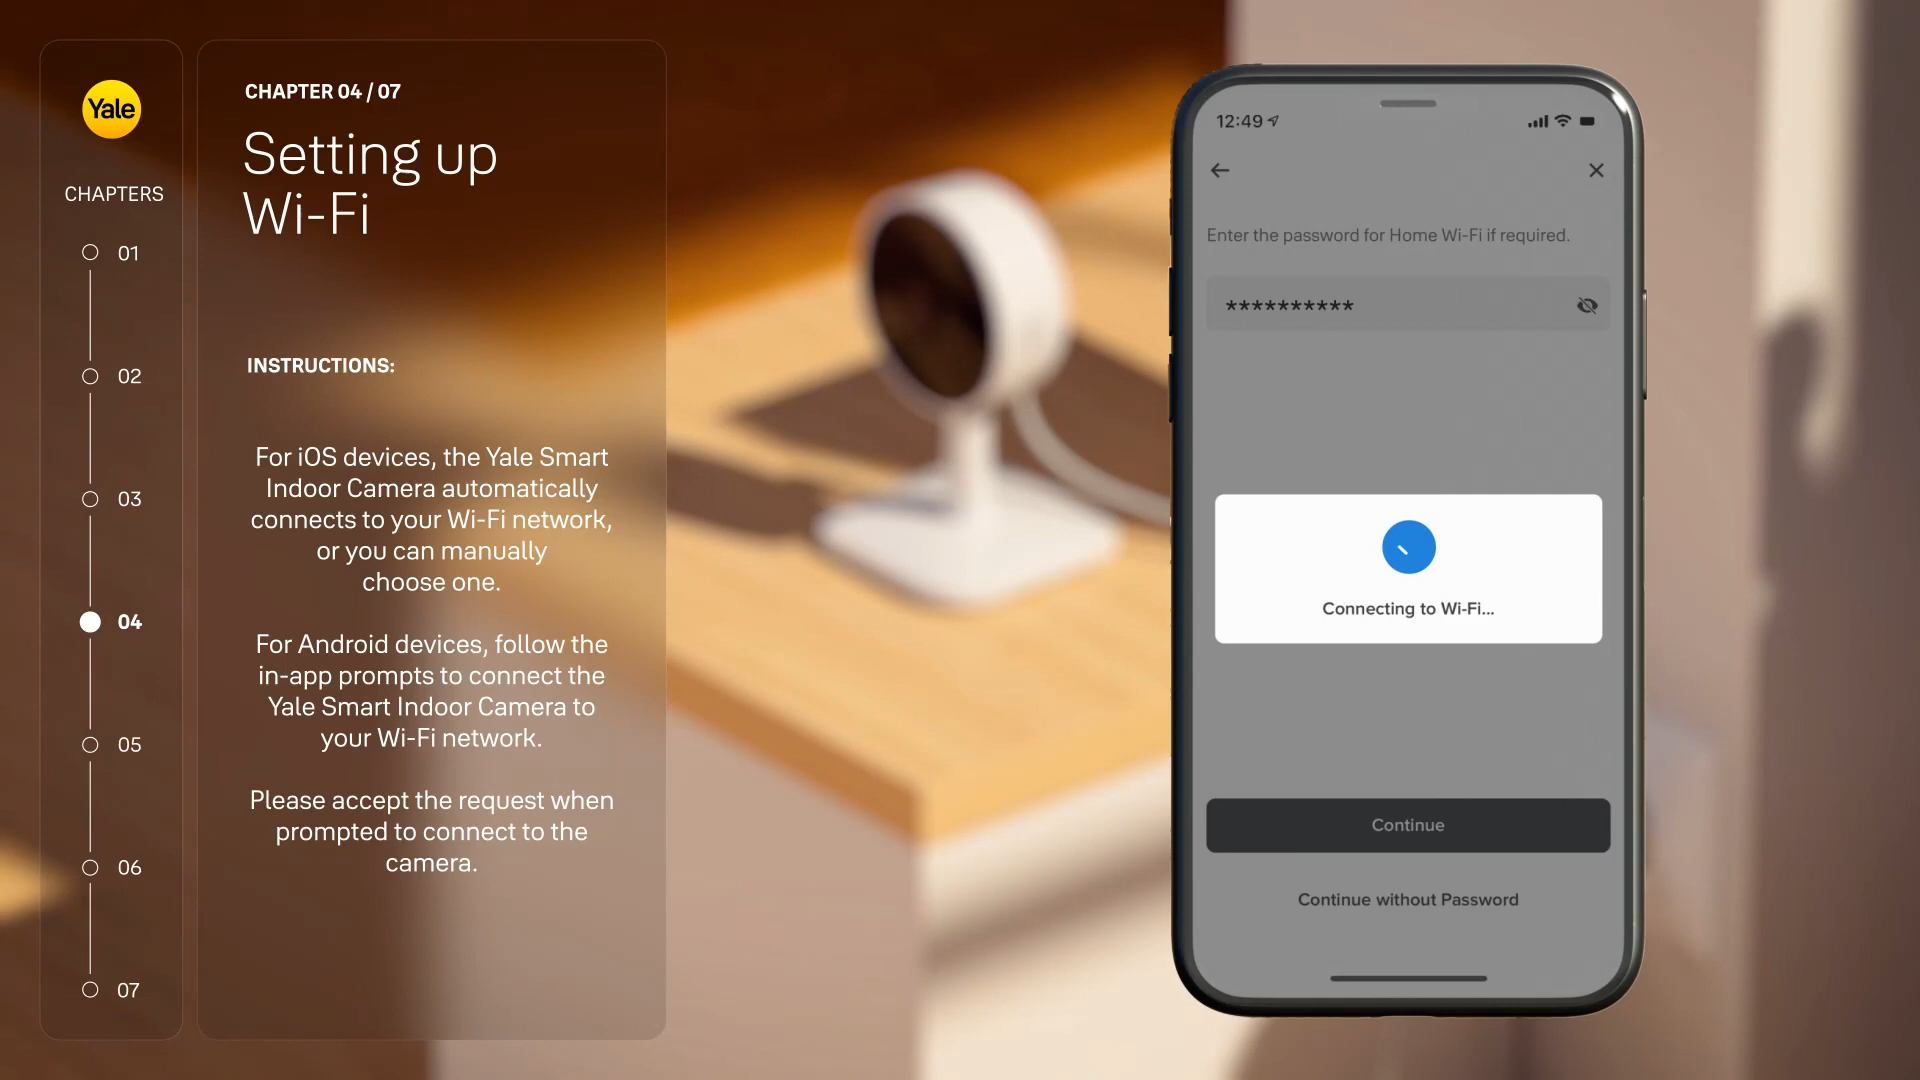 Yale
CHAPTERS
01
02
03
04
05
06
07
CHAPTER 04 / 07
Setting up
Wi-Fi
INSTRUCTIONS:
For iOS devices, the Yale Smart
Indoor Camera automatically
connects to your Wi-Fi network,
or you can manually
choose one.
For Android devices, follow the
in-app prompts to connect the
Yale Smart Indoor Camera to
your Wi-Fi network.
Please accept the request when
prompted to connect to the
camera.
12:49
Enter the password for Home Wi-Fi if required.
**********
Connecting to Wi-Fi...
Continue
Continue without Password